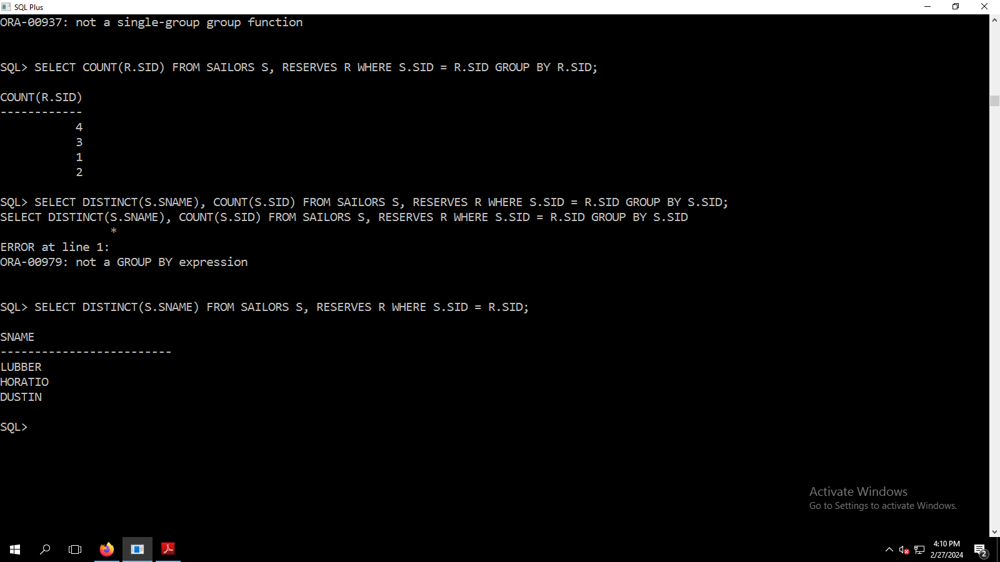 SQL Plus
ORA-00937: not a single-group group function
SQL> SELECT COUNT(R.SID) FROM SAILORS S, RESERVES R WHERE S.SID = R.SID GROUP BY R.SID;
COUNT(R.SID)
------------
4
3
1
2
SQL> SELECT DISTINCT(S.SNAME), COUNT(S.SID) FROM SAILORS S, RESERVES R WHERE S.SID = R.SID GROUP BY S.SID;
SELECT DISTINCT(S.SNAME), COUNT(S.SID) FROM SAILORS S, RESERVES R WHERE S.SID = R.SID GROUP BY S.SID
*
ERROR at line 1:
ORA-00979: not a GROUP BY expression
SQL> SELECT DISTINCT(S.SNAME) FROM SAILORS S, RESERVES R WHERE S.SID = R.SID;
SNAME
-------------------------
LUBBER
HORATIO
DUSTIN
SQL>
Activate Windows
Go to Settings to activate Windows.
4:10 PM
2/27/2024
2